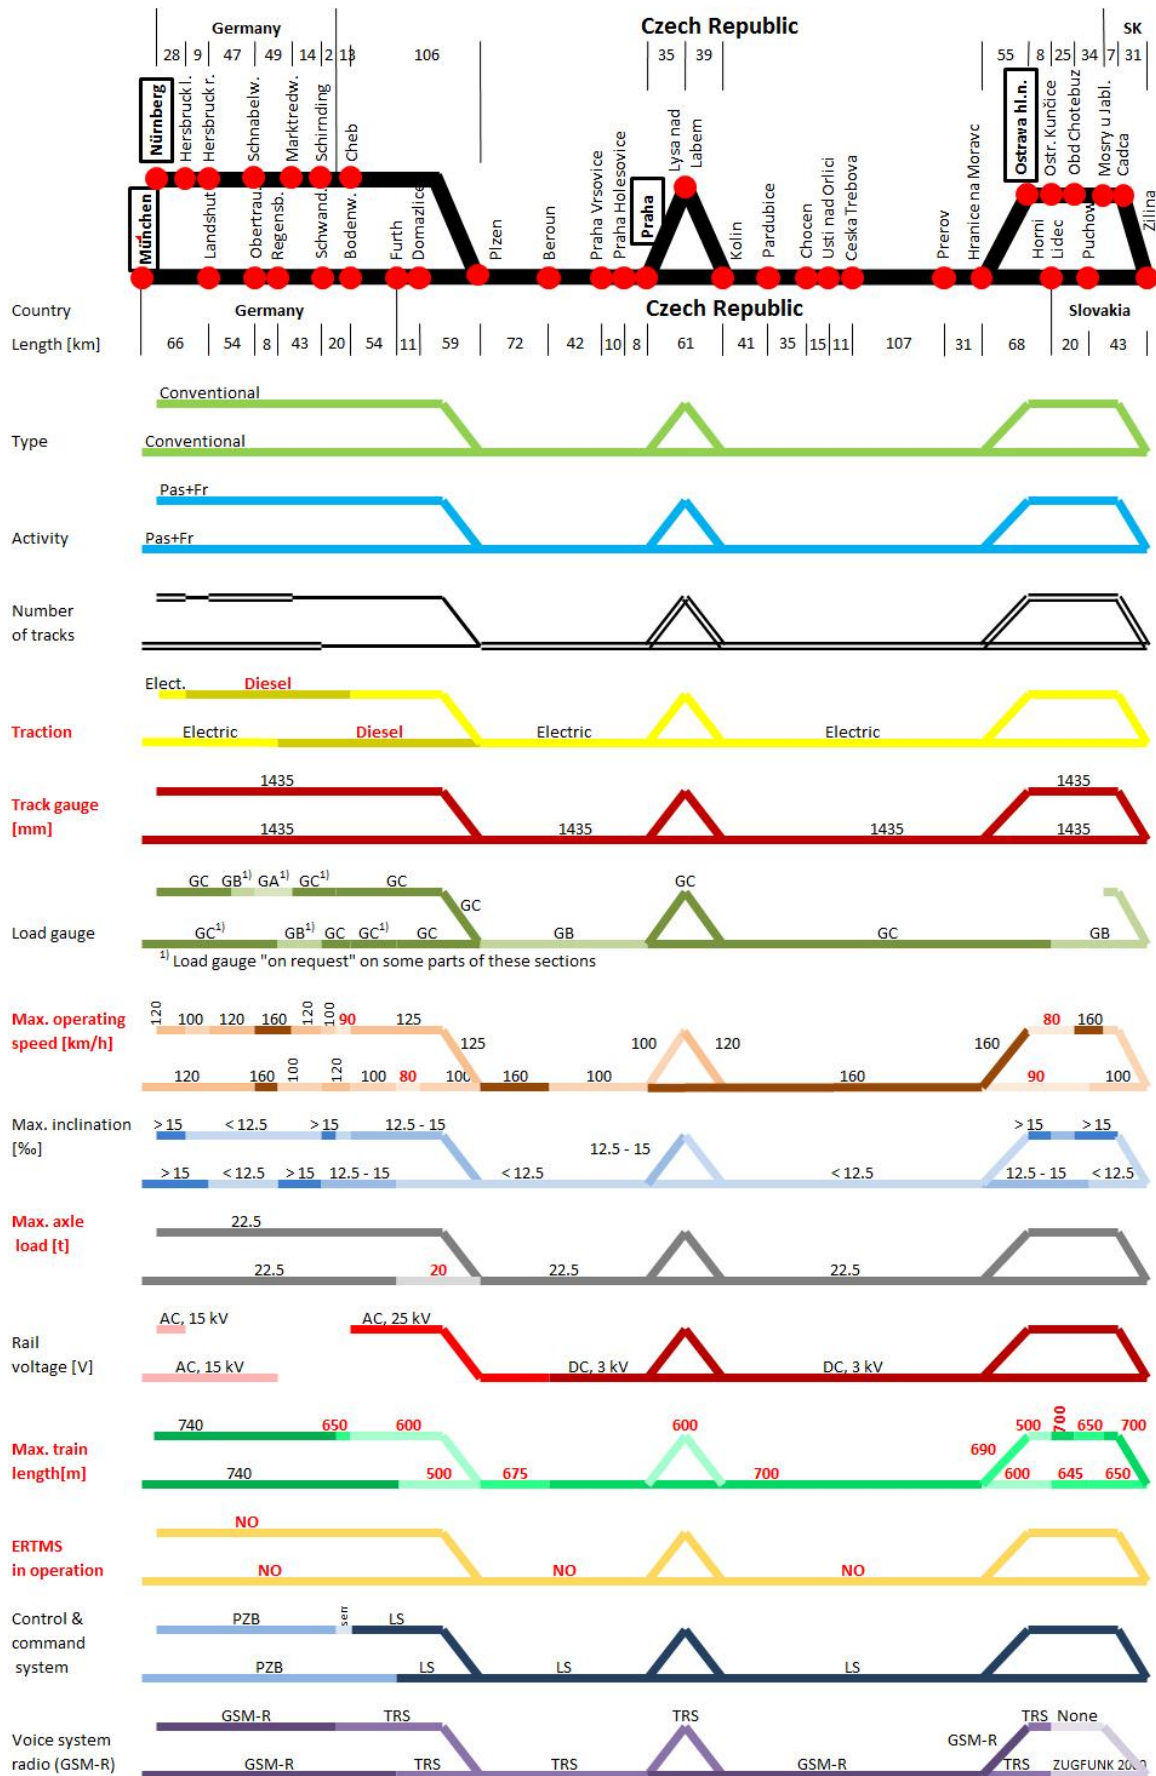 Germany Czech Republic SK
28 9 47 49 14 2 13 106 35 39 55 8 25 34 7 31
Nürnberg Hersbruck l. Hersbruck r. Schnabelw. Marktredw. Schirnding Cheb Lysa nad Labem Ostrava hl.n. Ostr. Kunčice Obd Chotebuz Mosry u Jabl. Cadca
München Landshut Obertrau. Regensb. Schwand. Bodenw. Furth Domazlice Plzen Beroun Praha Vrsovice Praha Holesovice Praha Kolin Pardubice Chocen Usti nad Orlici Ceska Trebova Prerov Hranice na Moravc Horni Lidec Puchov Zilina
Country Germany Czech Republic Slovakia
Length [km] 66 54 8 43 20 54 11 59 72 42 10 8 61 41 35 15 11 107 31 68 20 43
Conventional
Type Conventional
Pas+Fr
Activity Pas+Fr
Number
of tracks
Elect. Diesel
Traction Electric Diesel Electric Electric
1435 1435
Track gauge
[mm] 1435 1435 1435 1435
GC GB1) GA1) GC1) GC GC
GC
Load gauge GC1) GB1) GC GC1) GC GB GC GB
1) Load gauge "on request" on some parts of these sections
Max. operating 120 100 120 160 120 100 90 125 80 160
speed [km/h] 125 100 120 160
120 160 100 120 100 80 100 160 100 160 90 100
Max. inclination > 15 < 12.5 > 15 12.5 - 15 > 15 > 15
[‰] 12.5 - 15
> 15 < 12.5 > 15 12.5 - 15 < 12.5 < 12.5 12.5 - 15 < 12.5
Max. axle 22.5
load [t]
22.5 20 22.5 22.5
AC, 15 kV AC, 25 kV
Rail
voltage [V] AC, 15 kV DC, 3 kV DC, 3 kV
740 650 600 600 500 700 650 700
Max. train 690
length[m] 740 500 675 700 600 645 650
NO
ERTMS
in operation NO NO NO
Control & PZB LS
command
system PZB LS LS LS
GSM-R TRS TRS TRS None
Voice system GSM-R
radio (GSM-R) GSM-R TRS TRS GSM-R TRS ZUGFUNK